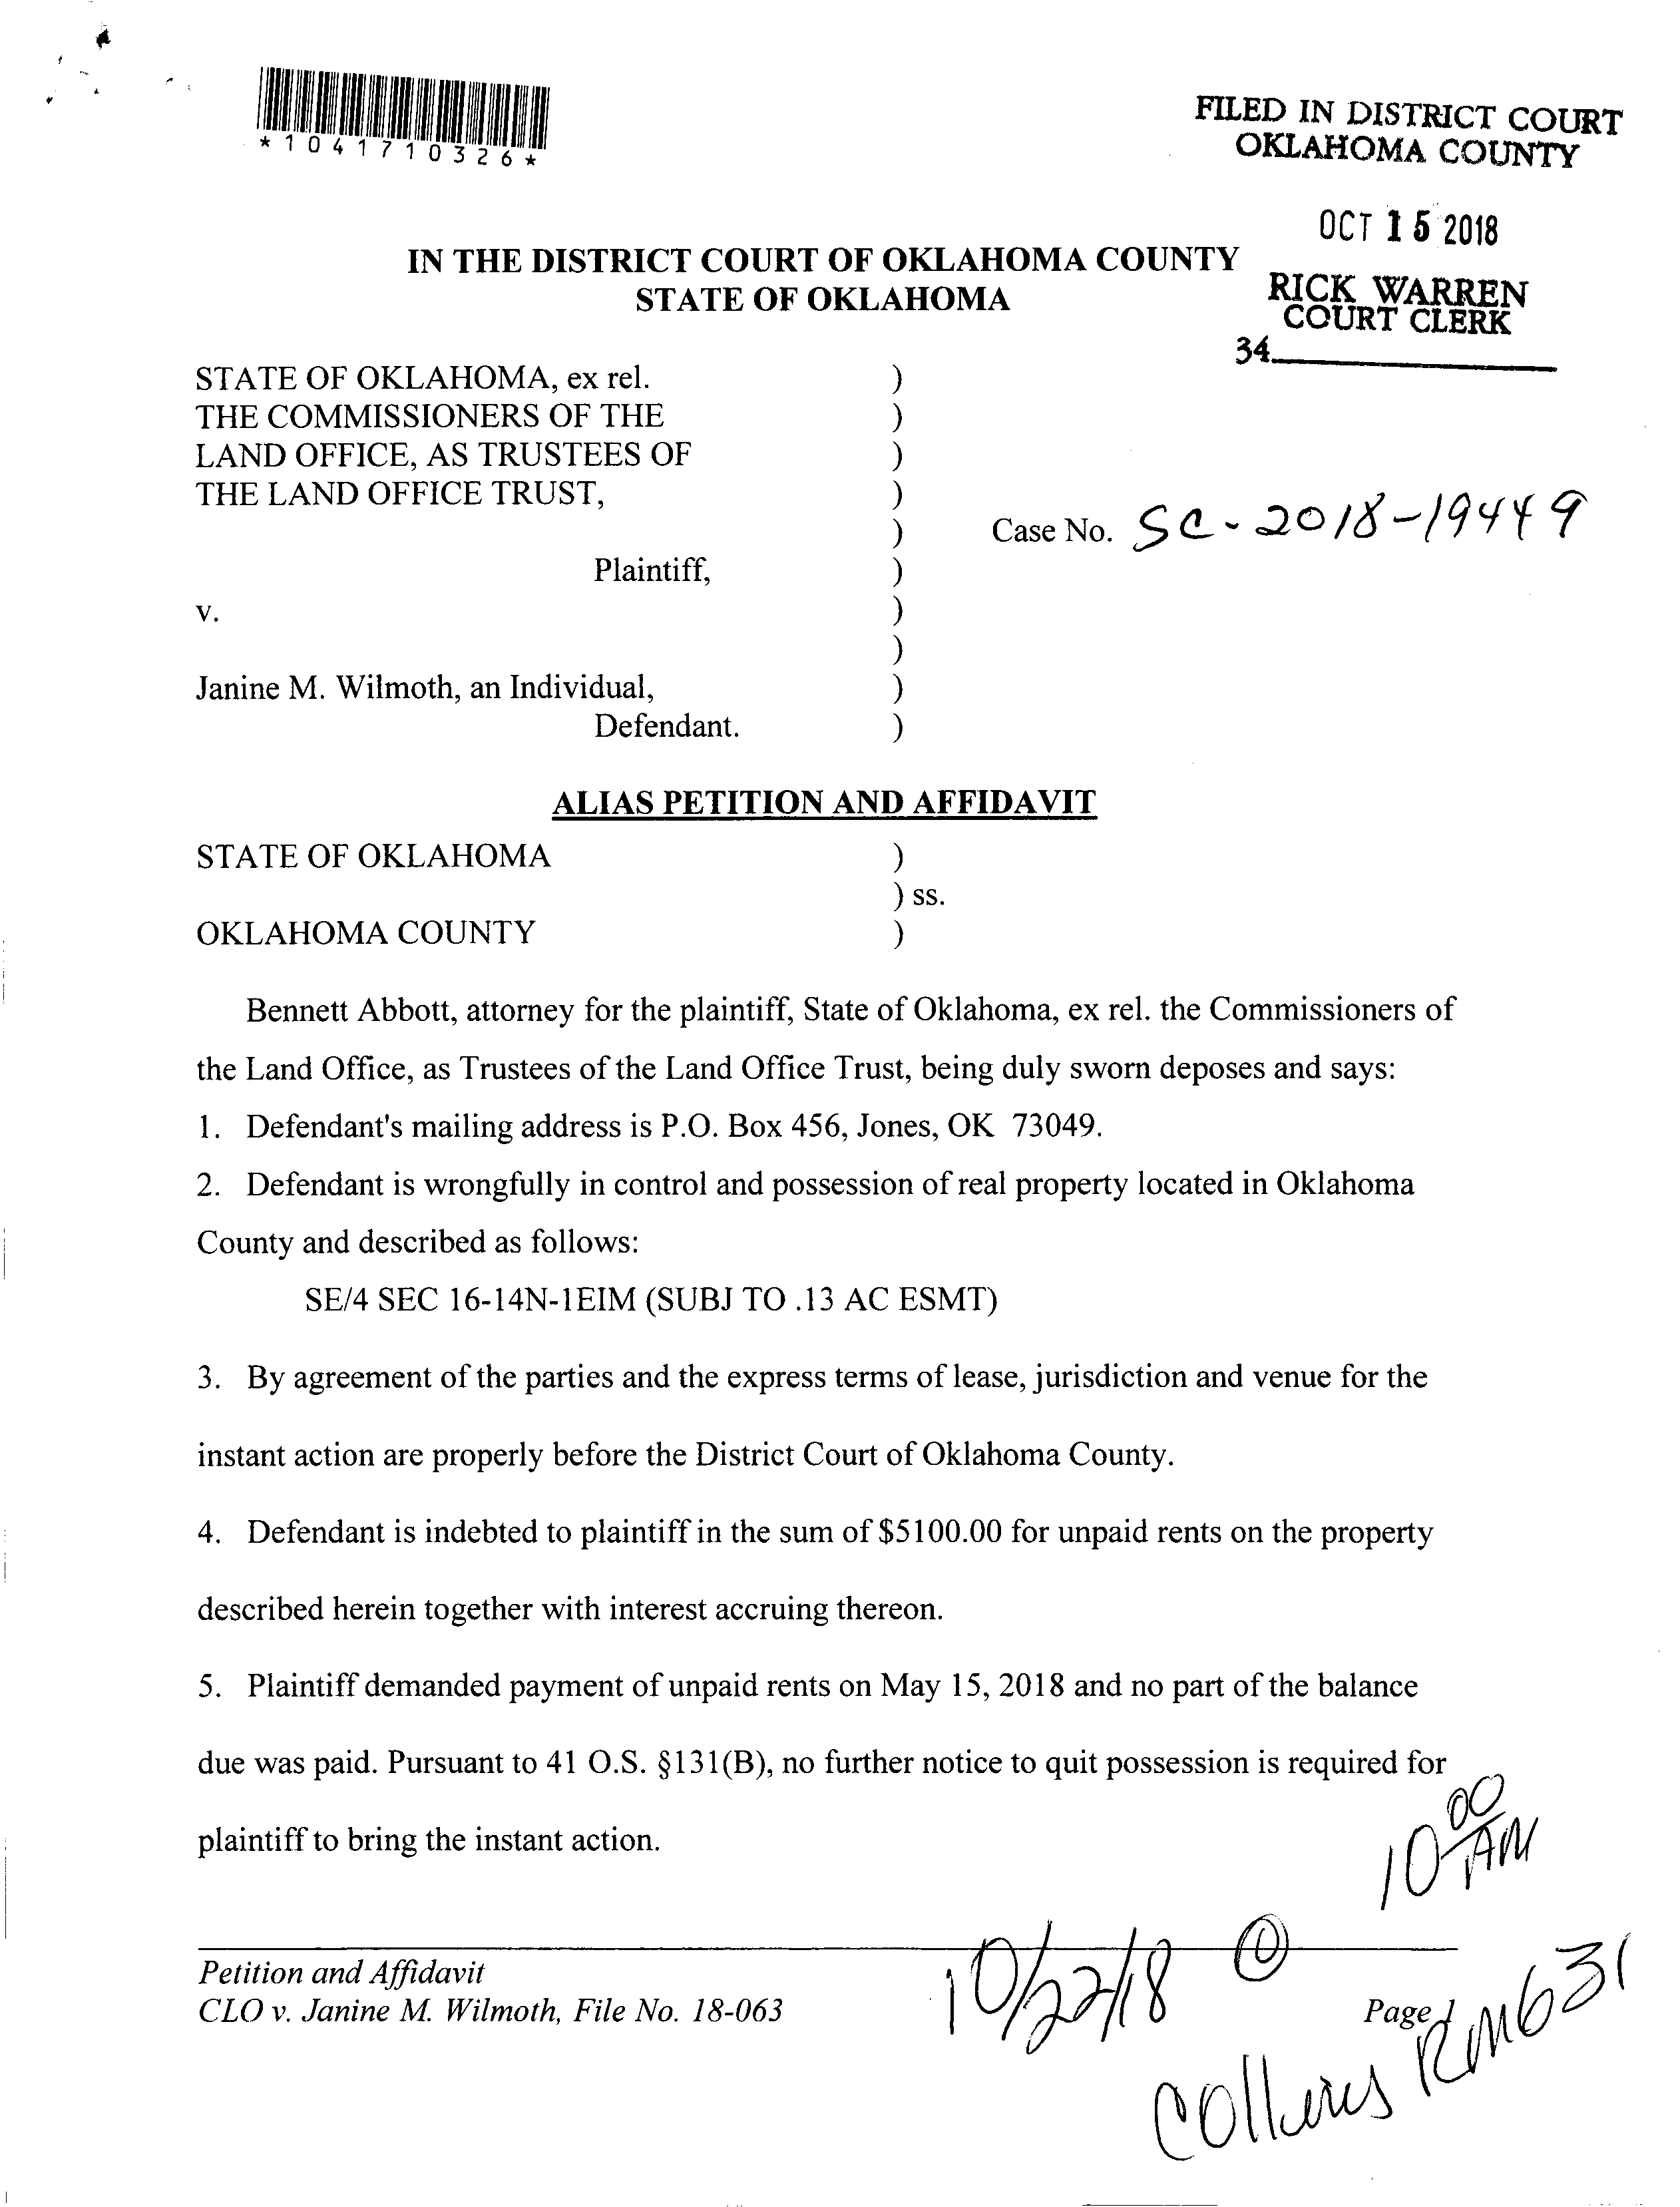 *1041710326*
FILED IN DISTRICT COURT
OKLAHOMA COUNTY
OCT 15 2018
RICK WARREN
COURT CLERK
34
IN THE DISTRICT COURT OF OKLAHOMA COUNTY
STATE OF OKLAHOMA
STATE OF OKLAHOMA, ex rel. )
THE COMMISSIONERS OF THE )
LAND OFFICE, AS TRUSTEES OF )
THE LAND OFFICE TRUST, )
) Case No. SC-2018-19449
Plaintiff, )
v. )
)
Janine M. Wilmoth, an Individual, )
Defendant. )
ALIAS PETITION AND AFFIDAVIT
STATE OF OKLAHOMA )
) ss.
OKLAHOMA COUNTY )
Bennett Abbott, attorney for the plaintiff, State of Oklahoma, ex rel. the Commissioners of
the Land Office, as Trustees of the Land Office Trust, being duly sworn deposes and says:
1. Defendant's mailing address is P.O. Box 456, Jones, OK 73049.
2. Defendant is wrongfully in control and possession of real property located in Oklahoma
County and described as follows:
SE/4 SEC 16-14N-1EIM (SUBJ TO .13 AC ESMT)
3. By agreement of the parties and the express terms of lease, jurisdiction and venue for the
instant action are properly before the District Court of Oklahoma County.
4. Defendant is indebted to plaintiff in the sum of $5100.00 for unpaid rents on the property
described herein together with interest accruing thereon.
5. Plaintiff demanded payment of unpaid rents on May 15, 2018 and no part of the balance
due was paid. Pursuant to 41 O.S. §131(B), no further notice to quit possession is required for
plaintiff to bring the instant action.
10/22/18 @ 10 00 AM
Collins RM 631
Petition and Affidavit
CLO v. Janine M. Wilmoth, File No. 18-063
Page 1